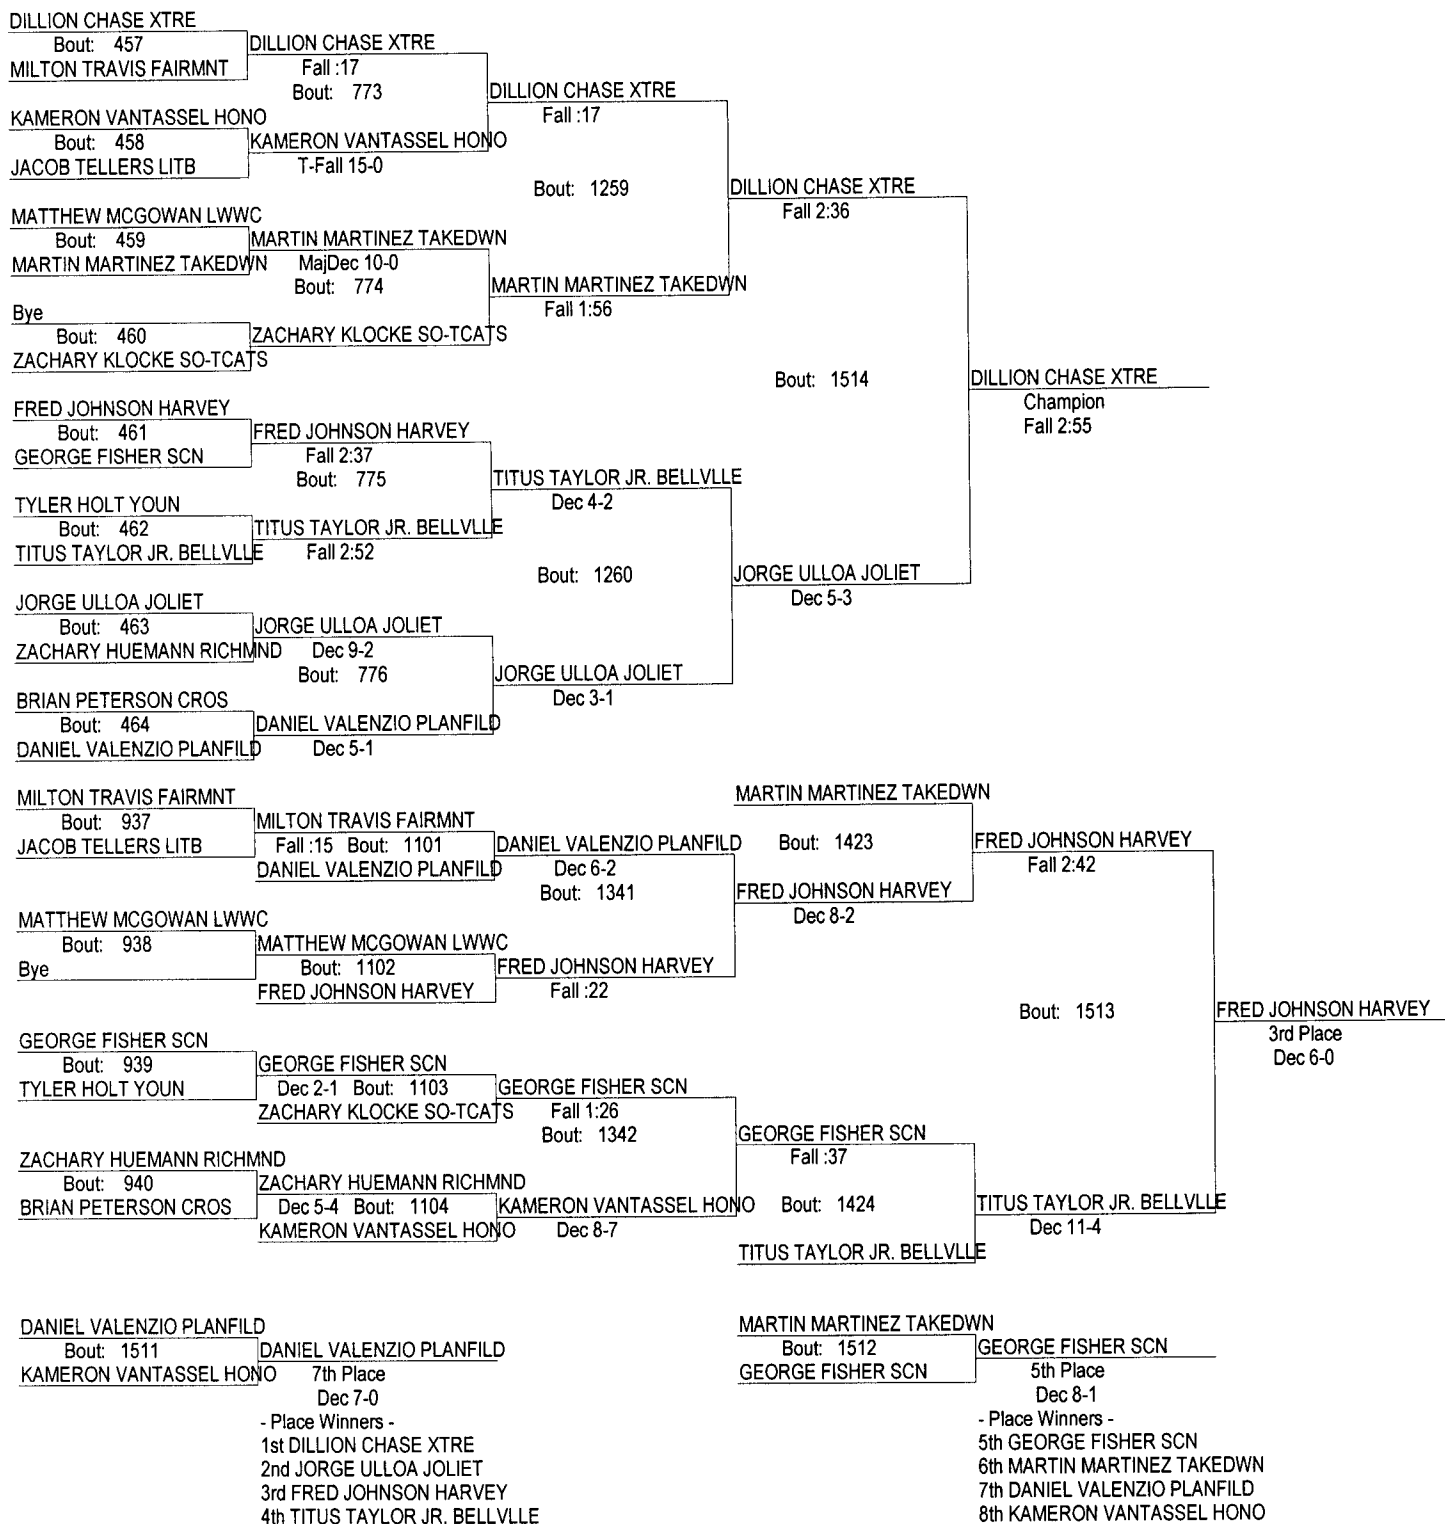 DILLION CHASE XTRE
Bout: 457
DILLION CHASE XTRE
MILTON TRAVIS FAIRMNT
Fall :17
Bout: 773
DILLION CHASE XTRE
KAMERON VANTASSEL HONO
Fall :17
Bout: 458
KAMERON VANTASSEL HONO
JACOB TELLERS LITB
T-Fall 15-0
Bout: 1259
DILLION CHASE XTRE
MATTHEW MCGOWAN LWWC
Fall 2:36
Bout: 459
MARTIN MARTINEZ TAKEDWN
MARTIN MARTINEZ TAKEDWN
MajDec 10-0
Bout: 774
MARTIN MARTINEZ TAKEDWN
Bye
Fall 1:56
Bout: 460
ZACHARY KLOCKE SO-TCATS
ZACHARY KLOCKE SO-TCATS
Bout: 1514
DILLION CHASE XTRE
Champion
Fall 2:55
FRED JOHNSON HARVEY
Bout: 461
FRED JOHNSON HARVEY
GEORGE FISHER SCN
Fall 2:37
Bout: 775
TITUS TAYLOR JR. BELLVLLE
TYLER HOLT YOUN
Dec 4-2
Bout: 462
TITUS TAYLOR JR. BELLVLLE
TITUS TAYLOR JR. BELLVLLE
Fall 2:52
Bout: 1260
JORGE ULLOA JOLIET
JORGE ULLOA JOLIET
Dec 5-3
Bout: 463
JORGE ULLOA JOLIET
ZACHARY HUEMANN RICHMND
Dec 9-2
Bout: 776
JORGE ULLOA JOLIET
BRIAN PETERSON CROS
Dec 3-1
Bout: 464
DANIEL VALENZIO PLANFILD
DANIEL VALENZIO PLANFILD
Dec 5-1
MILTON TRAVIS FAIRMNT
MARTIN MARTINEZ TAKEDWN
Bout: 937
MILTON TRAVIS FAIRMNT
JACOB TELLERS LITB
Fall :15 Bout: 1101
DANIEL VALENZIO PLANFILD
Bout: 1423
FRED JOHNSON HARVEY
DANIEL VALENZIO PLANFILD
Dec 6-2
Fall 2:42
Bout: 1341
FRED JOHNSON HARVEY
Dec 8-2
MATTHEW MCGOWAN LWWC
Bout: 938
MATTHEW MCGOWAN LWWC
Bye
Bout: 1102
FRED JOHNSON HARVEY
FRED JOHNSON HARVEY
Fall :22
Bout: 1513
FRED JOHNSON HARVEY
3rd Place
Dec 6-0
GEORGE FISHER SCN
Bout: 939
GEORGE FISHER SCN
TYLER HOLT YOUN
Dec 2-1 Bout: 1103
GEORGE FISHER SCN
ZACHARY KLOCKE SO-TCATS
Fall 1:26
Bout: 1342
GEORGE FISHER SCN
Fall :37
ZACHARY HUEMANN RICHMND
Bout: 940
ZACHARY HUEMANN RICHMND
BRIAN PETERSON CROS
Dec 5-4 Bout: 1104
KAMERON VANTASSEL HONO
Bout: 1424
TITUS TAYLOR JR. BELLVLLE
KAMERON VANTASSEL HONO
Dec 8-7
Dec 11-4
TITUS TAYLOR JR. BELLVLLE
DANIEL VALENZIO PLANFILD
Bout: 1511
DANIEL VALENZIO PLANFILD
KAMERON VANTASSEL HONO
7th Place
Dec 7-0
- Place Winners -
1st DILLION CHASE XTRE
2nd JORGE ULLOA JOLIET
3rd FRED JOHNSON HARVEY
4th TITUS TAYLOR JR. BELLVLLE
MARTIN MARTINEZ TAKEDWN
Bout: 1512
GEORGE FISHER SCN
GEORGE FISHER SCN
5th Place
Dec 8-1
- Place Winners -
5th GEORGE FISHER SCN
6th MARTIN MARTINEZ TAKEDWN
7th DANIEL VALENZIO PLANFILD
8th KAMERON VANTASSEL HONO